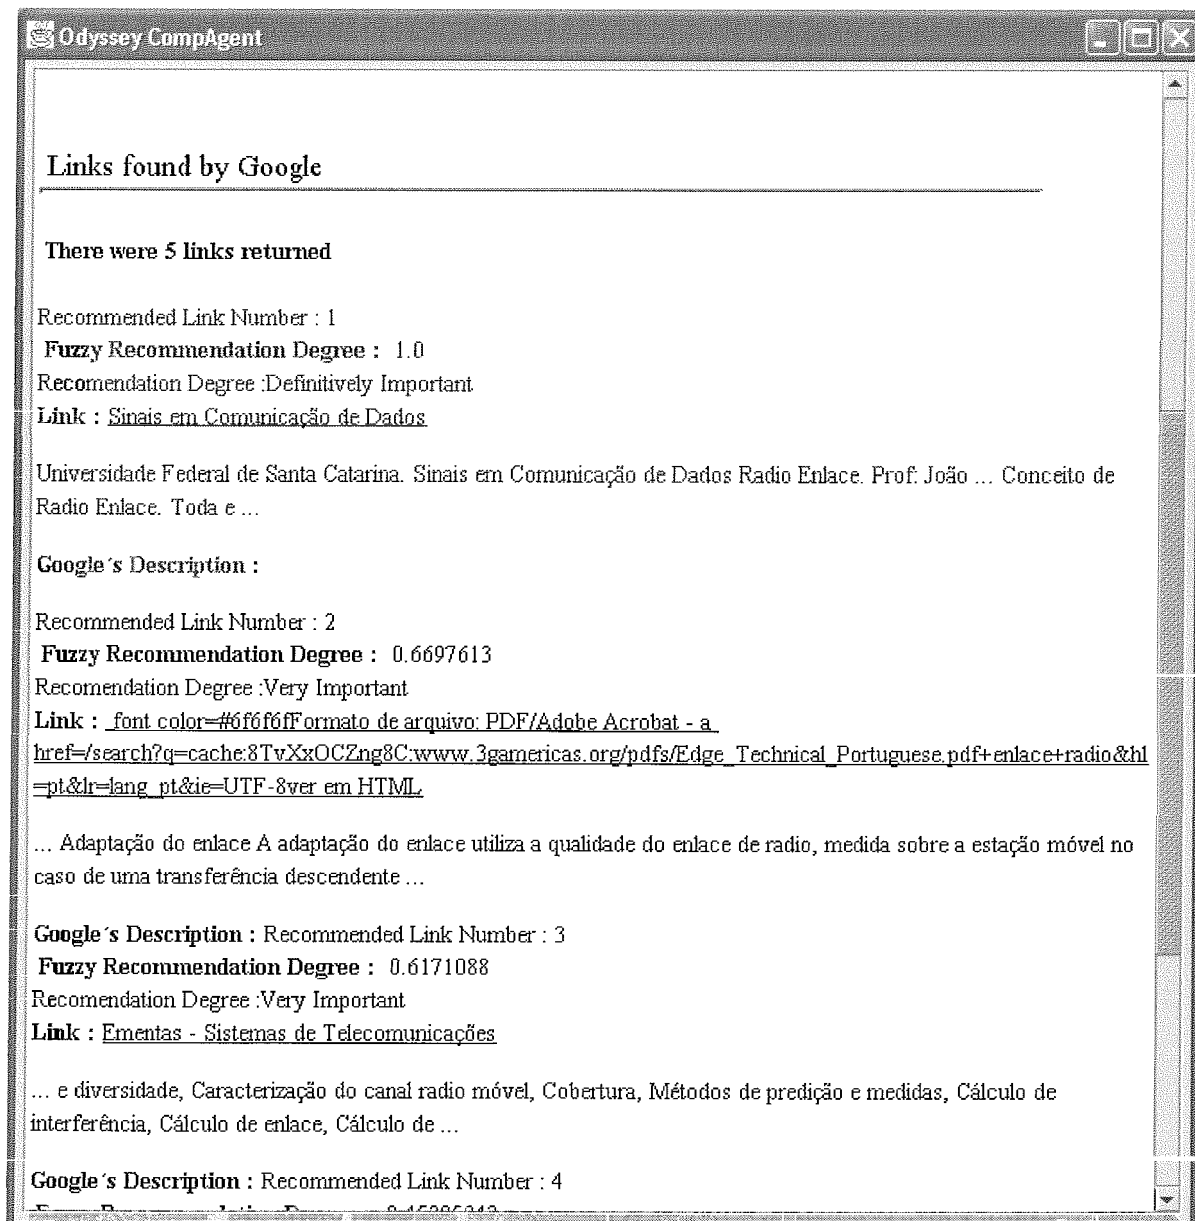 Odyssey CompAgent
Links found by Google
There were 5 links returned
Recommended Link Number : 1
Fuzzy Recommendation Degree : 1.0
Recomendation Degree :Definitively Important
Link : Sinais em Comunicação de Dados
Universidade Federal de Santa Catarina. Sinais em Comunicação de Dados Radio Enlace. Prof: João ... Conceito de
Radio Enlace. Toda e ...
Google´s Description :
Recommended Link Number : 2
Fuzzy Recommendation Degree : 0.6697613
Recomendation Degree :Very Important
Link : _font color=#6f6f6fFormato de arquivo: PDF/Adobe Acrobat - a
href=/search?q=cache:8TvXxOCZng8C:www.3gamericas.org/pdfs/Edge_Technical_Portuguese.pdf+enlace+radio&hl
=pt&lr=lang_pt&ie=UTF-8ver em HTML
... Adaptação do enlace A adaptação do enlace utiliza a qualidade do enlace de radio, medida sobre a estação móvel no
caso de uma transferência descendente ...
Google´s Description : Recommended Link Number : 3
Fuzzy Recommendation Degree : 0.6171088
Recomendation Degree :Very Important
Link : Ementas - Sistemas de Telecomunicações
... e diversidade, Caracterização do canal radio móvel, Cobertura, Métodos de predição e medidas, Cálculo de
interferência, Cálculo de enlace, Cálculo de ...
Google´s Description : Recommended Link Number : 4